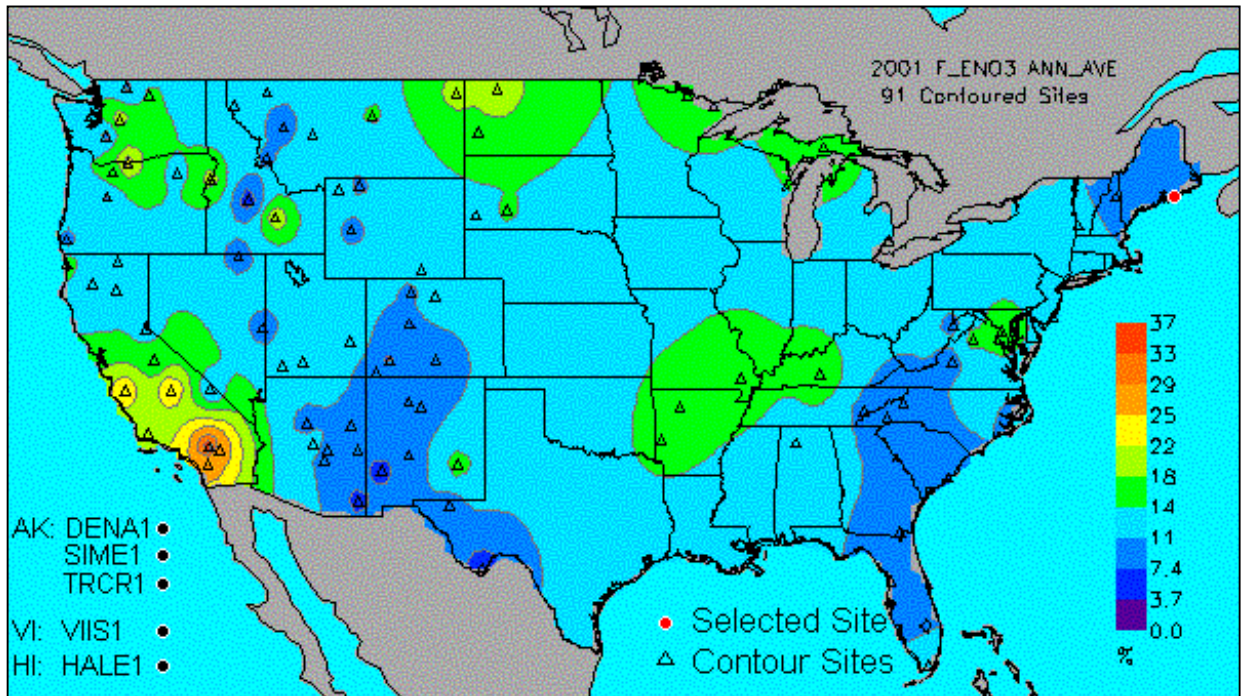 2001 F_ENO3 ANN_AVE
91 Contoured Sites
37
33
29
25
22
18
14
11
7.4
3.7
0.0
%
AK: DENA1
SIME1
TRCR1
VI: VIIS1
HI: HALE1
Selected Site
Contour Sites